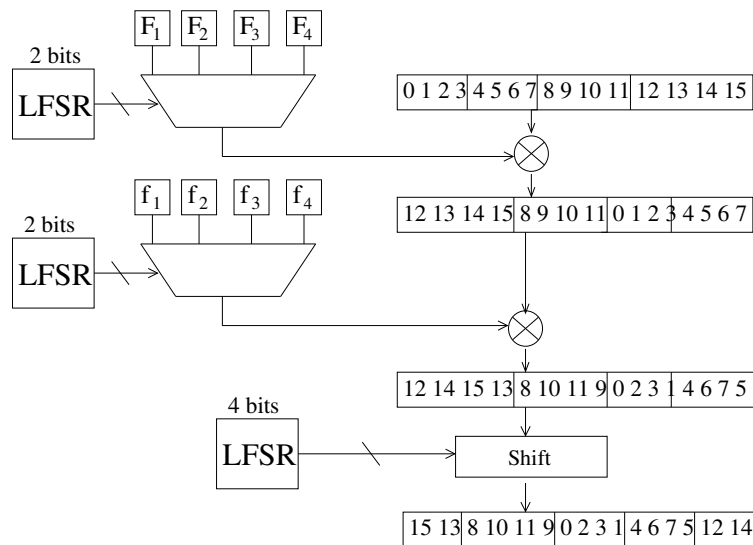 F1 F2 F3 F4
2 bits
LFSR
0 1 2 3 4 5 6 7 8 9 10 11 12 13 14 15
f1 f2 f3 f4
2 bits
LFSR
12 13 14 15 8 9 10 11 0 1 2 3 4 5 6 7
12 14 15 13 8 10 11 9 0 2 3 1 4 6 7 5
4 bits
LFSR
Shift
15 13 8 10 11 9 0 2 3 1 4 6 7 5 12 14